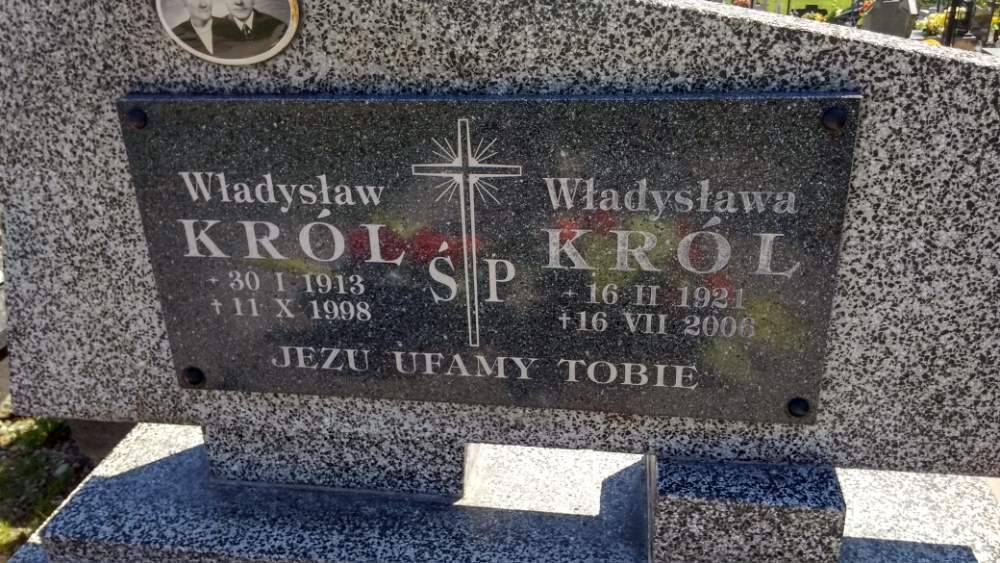 Władysław
KRÓL
* 30 I 1913
+ 11 X 1998
ŚP
Władysława
KRÓL
* 16 II 1921
+ 16 VII 2006
JEZU UFAMY TOBIE